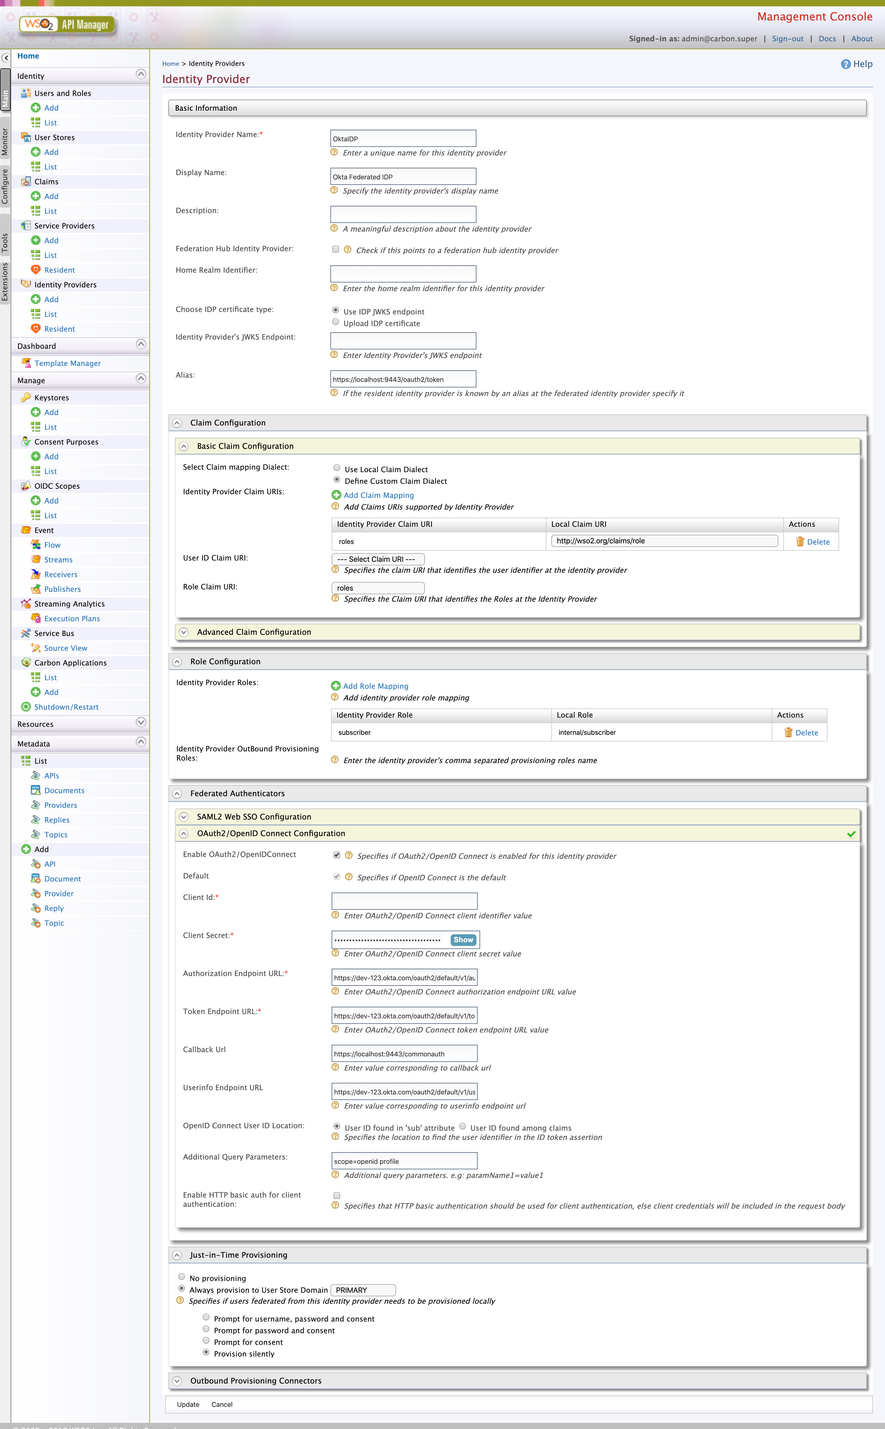 WSO2 API Manager
Management Console
Signed-in as: admin@carbon.super | Sign-out | Docs | About
Main
Monitor
Configure
Tools
Extensions
Home
Identity
Users and Roles
Add
List
User Stores
Add
List
Claims
Add
List
Service Providers
Add
List
Resident
Identity Providers
Add
List
Resident
Dashboard
Template Manager
Manage
Keystores
Add
List
Consent Purposes
Add
List
OIDC Scopes
Add
List
Event
Flow
Streams
Receivers
Publishers
Streaming Analytics
Execution Plans
Service Bus
Source View
Carbon Applications
List
Add
Shutdown/Restart
Resources
Metadata
List
APIs
Documents
Providers
Replies
Topics
Add
API
Document
Provider
Reply
Topic
Home > Identity Providers
Help
Identity Provider
Basic Information
Identity Provider Name:*
OktaIDP
Enter a unique name for this identity provider
Display Name:
Okta Federated IDP
Specify the identity provider's display name
Description:
A meaningful description about the identity provider
Federation Hub Identity Provider:
Check if this points to a federation hub identity provider
Home Realm Identifier:
Enter the home realm identifier for this identity provider
Choose IDP certificate type:
Use IDP JWKS endpoint
Upload IDP certificate
Identity Provider's JWKS Endpoint:
Enter Identity Provider's JWKS endpoint
Alias:
https://localhost:9443/oauth2/token
If the resident identity provider is known by an alias at the federated identity provider specify it
Claim Configuration
Basic Claim Configuration
Select Claim mapping Dialect:
Use Local Claim Dialect
Define Custom Claim Dialect
Identity Provider Claim URIs:
Add Claim Mapping
Add Claims URIs supported by Identity Provider
Identity Provider Claim URI Local Claim URI Actions
roles http://wso2.org/claims/role Delete
User ID Claim URI:
--- Select Claim URI ---
Specifies the claim URI that identifies the user identifier at the identity provider
Role Claim URI:
roles
Specifies the Claim URI that identifies the Roles at the Identity Provider
Advanced Claim Configuration
Role Configuration
Identity Provider Roles:
Add Role Mapping
Add identity provider role mapping
Identity Provider Role Local Role Actions
subscriber internal/subscriber Delete
Identity Provider OutBound Provisioning
Roles:
Enter the identity provider's comma separated provisioning roles name
Federated Authenticators
SAML2 Web SSO Configuration
OAuth2/OpenID Connect Configuration
Enable OAuth2/OpenIDConnect
Specifies if OAuth2/OpenID Connect is enabled for this identity provider
Default
Specifies if OpenID Connect is the default
Client Id:*
Enter OAuth2/OpenID Connect client identifier value
Client Secret:*
Show
Enter OAuth2/OpenID Connect client secret value
Authorization Endpoint URL:*
https://dev-123.okta.com/oauth2/default/v1/au
Enter OAuth2/OpenID Connect authorization endpoint URL value
Token Endpoint URL:*
https://dev-123.okta.com/oauth2/default/v1/to
Enter OAuth2/OpenID Connect token endpoint URL value
Callback Url
https://localhost:9443/commonauth
Enter value corresponding to callback url
Userinfo Endpoint URL
https://dev-123.okta.com/oauth2/default/v1/us
Enter value corresponding to userinfo endpoint url
OpenID Connect User ID Location:
User ID found in 'sub' attribute User ID found among claims
Specifies the location to find the user identifier in the ID token assertion
Additional Query Parameters:
scope=openid profile
Additional query parameters. e.g: paramName1=value1
Enable HTTP basic auth for client
authentication:
Specifies that HTTP basic authentication should be used for client authentication, else client credentials will be included in the request body
Just-in-Time Provisioning
No provisioning
Always provision to User Store Domain PRIMARY
Specifies if users federated from this identity provider needs to be provisioned locally
Prompt for username, password and consent
Prompt for password and consent
Prompt for consent
Provision silently
Outbound Provisioning Connectors
Update Cancel